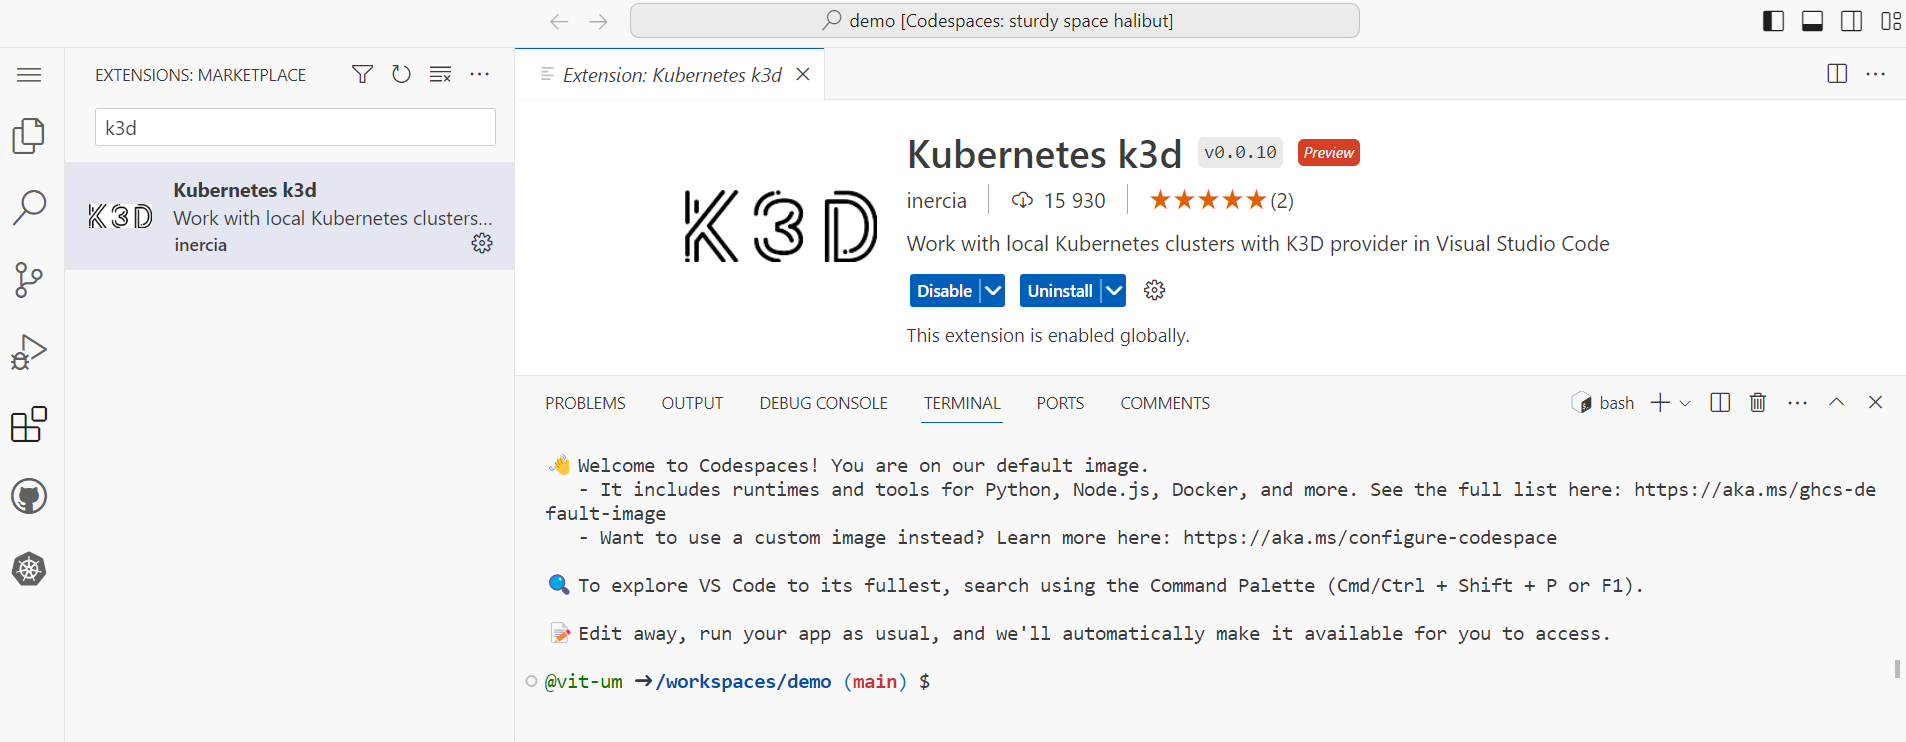 demo [Codespaces: sturdy space halibut]
EXTENSIONS: MARKETPLACE
k3d
K3D
Kubernetes k3d
Work with local Kubernetes clusters...
inercia
Extension: Kubernetes k3d
K3D
Kubernetes k3d v0.0.10 Preview
inercia 15 930 (2)
Work with local Kubernetes clusters with K3D provider in Visual Studio Code
Disable Uninstall
This extension is enabled globally.
PROBLEMS OUTPUT DEBUG CONSOLE TERMINAL PORTS COMMENTS bash
👋 Welcome to Codespaces! You are on our default image.
- It includes runtimes and tools for Python, Node.js, Docker, and more. See the full list here: https://aka.ms/ghcs-de
fault-image
- Want to use a custom image instead? Learn more here: https://aka.ms/configure-codespace
🔍 To explore VS Code to its fullest, search using the Command Palette (Cmd/Ctrl + Shift + P or F1).
📝 Edit away, run your app as usual, and we'll automatically make it available for you to access.
@vit-um ➜/workspaces/demo (main) $